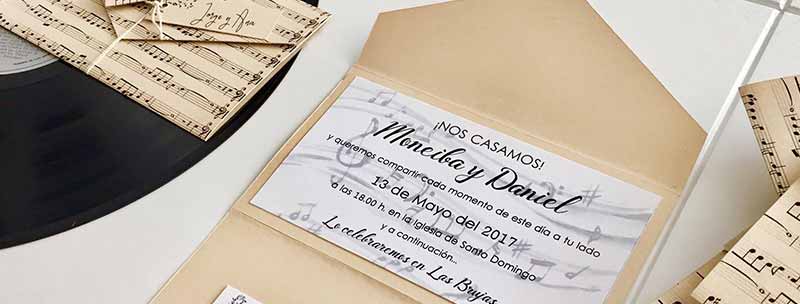 Jorge y Ana
¡NOS CASAMOS!
Monciba y Daniel
y queremos compartir cada momento de este día a tu lado
13 de Mayo del 2017
a las 18.00 h. en la Iglesia de Santo Domingo
y a continuación..
Lo celebraremos en Las Brujas